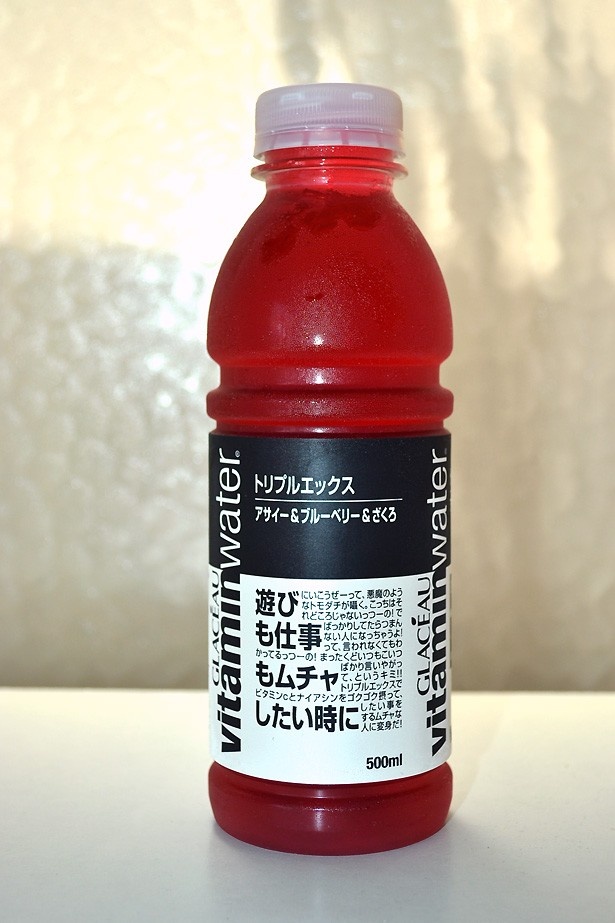 トリプルエックス
アサイー&ブルーベリー&ざくろ
GLACÉAU
vitaminwater®
GLACÉAU
vitaminwater
遊び
にいこうぜーって、悪魔のよう
なトモダチが囁く。こっちはそ
れどころじゃないっつーの!で
も仕事
ばっかりしてたらつまん
ない人になっちゃうよ!
って、言われなくてもわ
かってるっつーの!まったくどいつもこいつ
もムチャ
ばかり言いやがっ
て、というキミ!!
トリプルエックスで
ビタミンCとナイアシンをゴクゴク摂って、
したい時に
したい事を
するムチャな
人に変身だ!
500ml